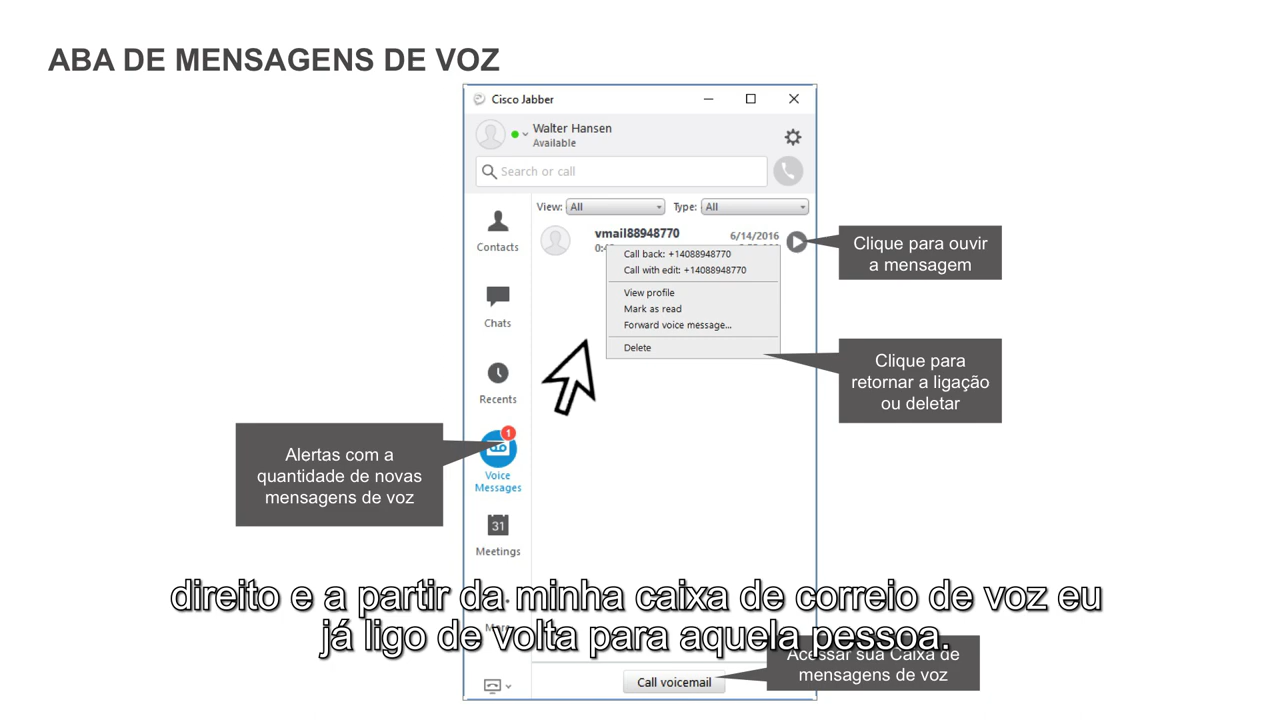 ABA DE MENSAGENS DE VOZ
Cisco Jabber
Walter Hansen
Available
Search or call
View: All Type: All
Contacts
vmail88948770
6/14/2016
Call back: +14088948770
Call with edit: +14088948770
View profile
Mark as read
Forward voice message...
Delete
Clique para ouvir
a mensagem
Chats
Clique para
retornar a ligação
ou deletar
Recents
1
Alertas com a
quantidade de novas
mensagens de voz
Voice
Messages
31
Meetings
direito e a partir da minha caixa de correio de voz eu
já ligo de volta para aquela pessoa.
Acessar sua Caixa de
mensagens de voz
Call voicemail